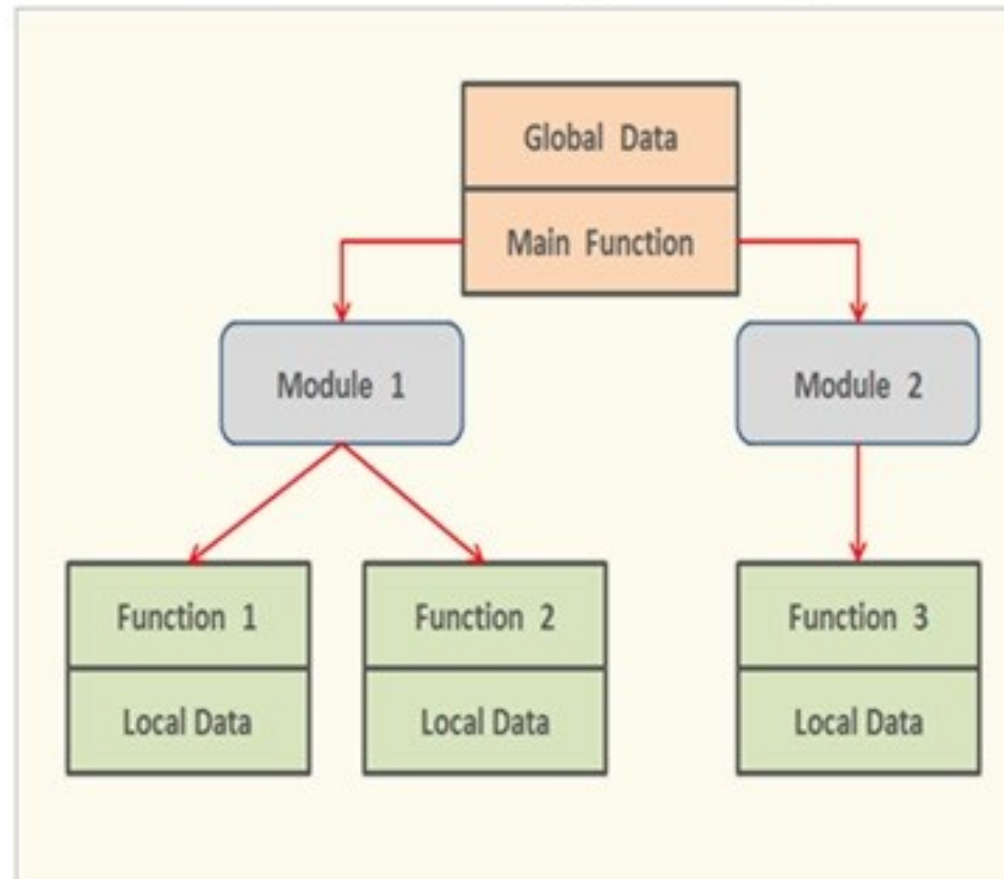 Global Data
Main Function
Module 1
Module 2
Function 1
Function 2
Function 3
Local Data
Local Data
Local Data